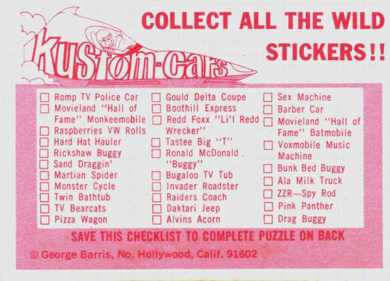 COLLECT ALL THE WILD
STICKERS!!
Kustom-cars
Romp TV Police Car
Movieland "Hall of
Fame" Monkeemobile
Raspberries VW Rolls
Hard Hat Hauler
Rickshaw Buggy
Sand Draggin'
Martian Spider
Monster Cycle
Twin Bathtub
TV Bearcats
Pizza Wagon
Gould Delta Coupe
Boothill Express
Redd Foxx "Li'l Redd
Wrecker"
Tastee Big "T"
Ronald McDonald
"Buggy"
Bugaloo TV Tub
Invader Roadster
Raiders Coach
Daktari Jeep
Alvins Acorn
Sex Machine
Barber Car
Movieland "Hall of
Fame" Batmobile
Voxmobile Music
Machine
Bunk Bed Buggy
Ala Milk Truck
ZZR—Spy Rod
Pink Panther
Drag Buggy
SAVE THIS CHECKLIST TO COMPLETE PUZZLE ON BACK
© George Barris, No. Hollywood, Calif. 91602